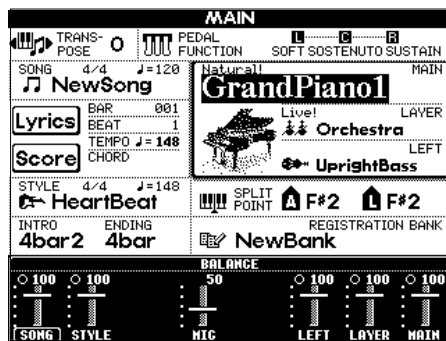 MAIN
TRANS-POSE 0
PEDAL FUNCTION
L C R
SOFT SOSTENUTO SUSTAIN
SONG 4/4 ♩=120
NewSong
Natural! MAIN
GrandPiano1
Lyrics
BAR 001
BEAT 1
TEMPO ♩=148
CHORD
Score
Live! LAYER
Orchestra
LEFT
UprightBass
STYLE 4/4 ♩=148
HeartBeat
SPLIT POINT A F#2 L F#2
INTRO ENDING
4bar2 4bar
REGISTRATION BANK
NewBank
BALANCE
100 100 50 100 100 100
SONG STYLE MIC LEFT LAYER MAIN